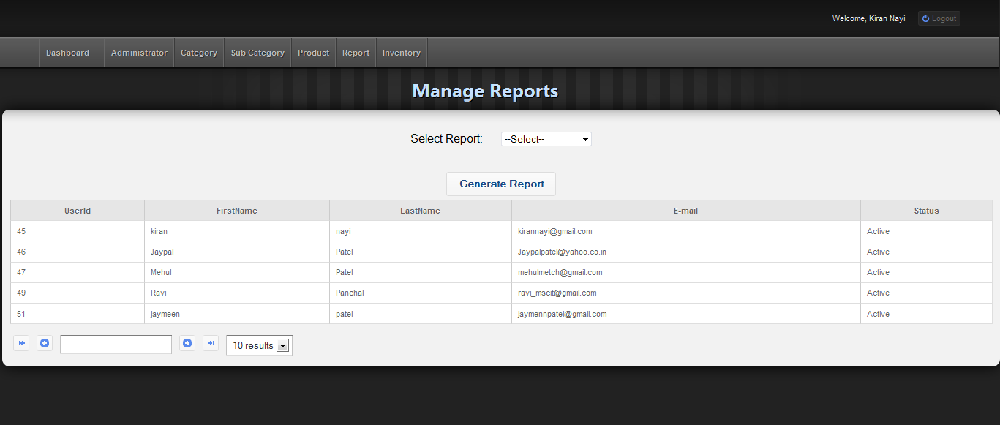 Welcome, Kiran Nayi Logout
Dashboard Administrator Category Sub Category Product Report Inventory
Manage Reports
Select Report: --Select--
Generate Report
UserId FirstName LastName E-mail Status
45 kiran nayi kirannayi@gmail.com Active
46 Jaypal Patel Jaypalpatel@yahoo.co.in Active
47 Mehul Patel mehulmetch@gmail.com Active
49 Ravi Panchal ravi_mscit@gmail.com Active
51 jaymeen patel jaymennpatel@gmail.com Active
10 results